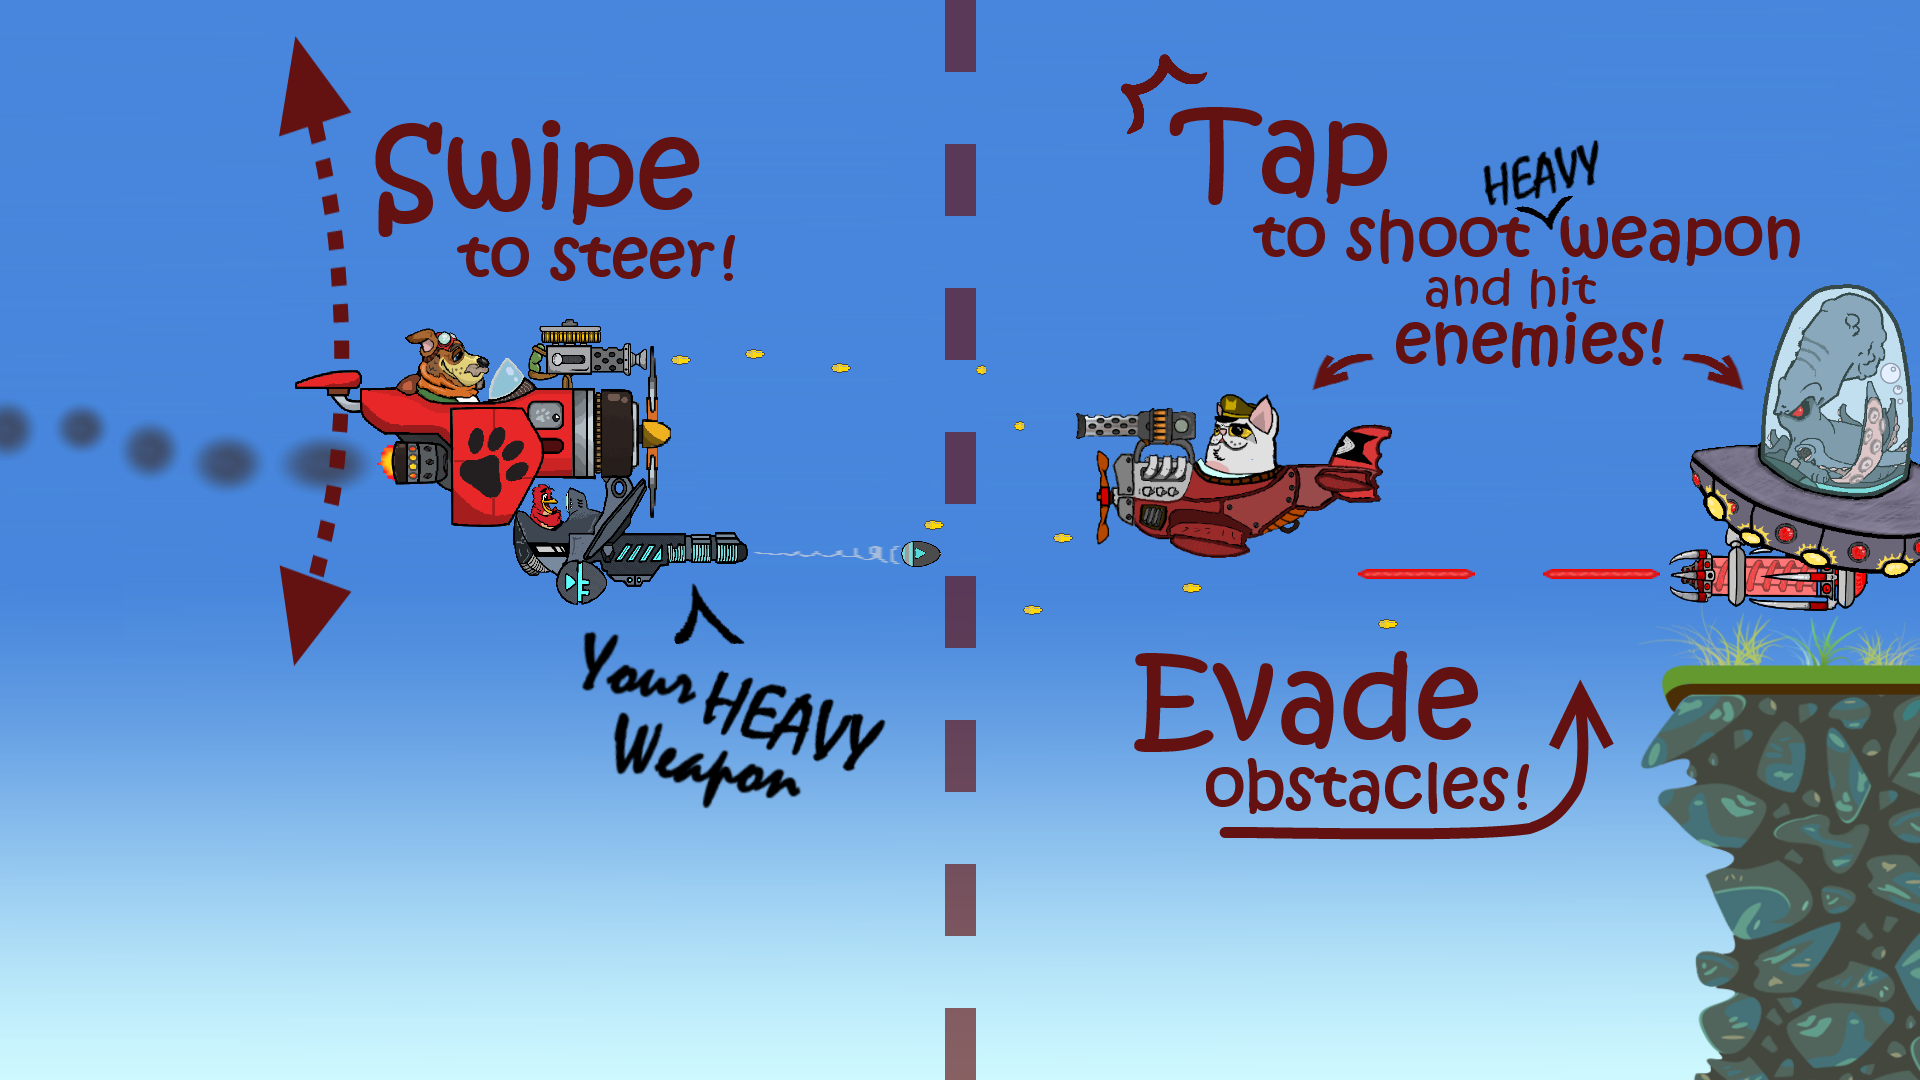 Swipe
to steer!
Your HEAVY
Weapon
Tap
HEAVY
to shoot weapon
and hit
enemies!
Evade
obstacles!